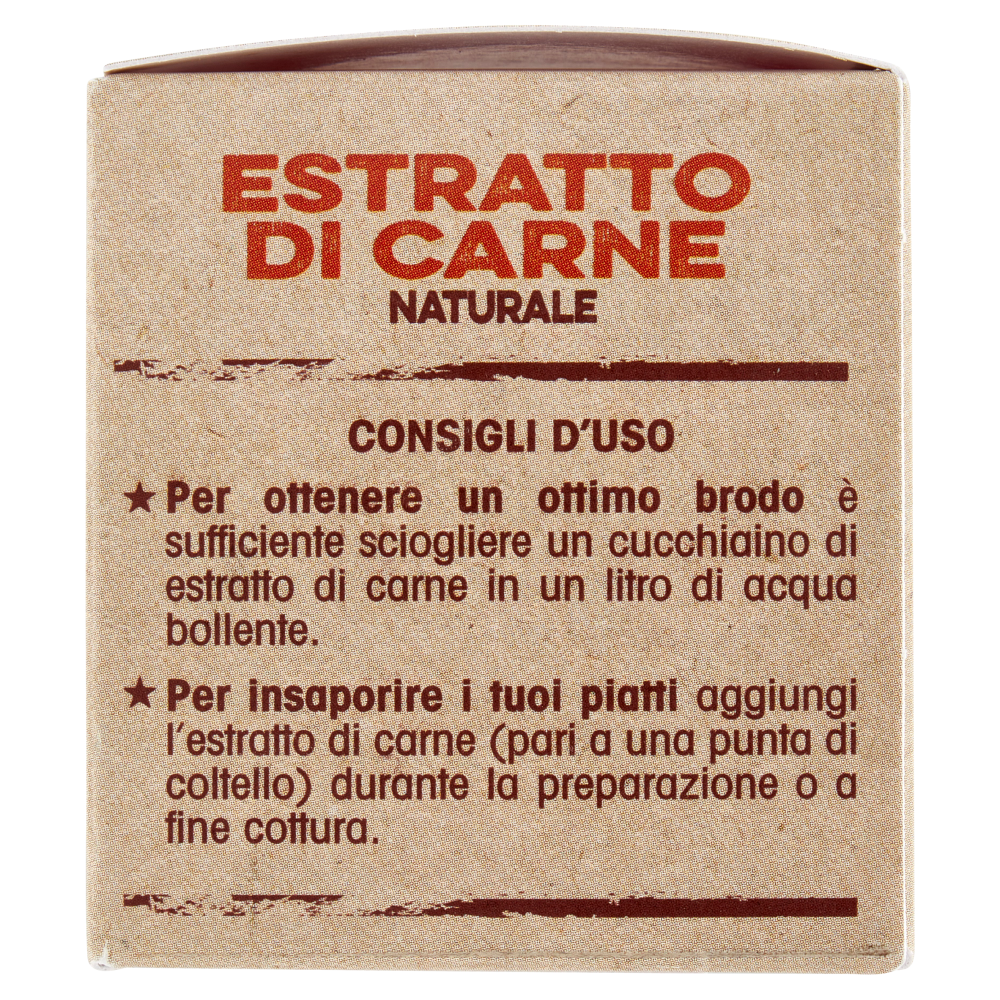 ESTRATTO
DI CARNE
NATURALE
CONSIGLI D'USO
★ Per ottenere un ottimo brodo è
sufficiente sciogliere un cucchiaino di
estratto di carne in un litro di acqua
bollente.
★ Per insaporire i tuoi piatti aggiungi
l'estratto di carne (pari a una punta di
coltello) durante la preparazione o a
fine cottura.